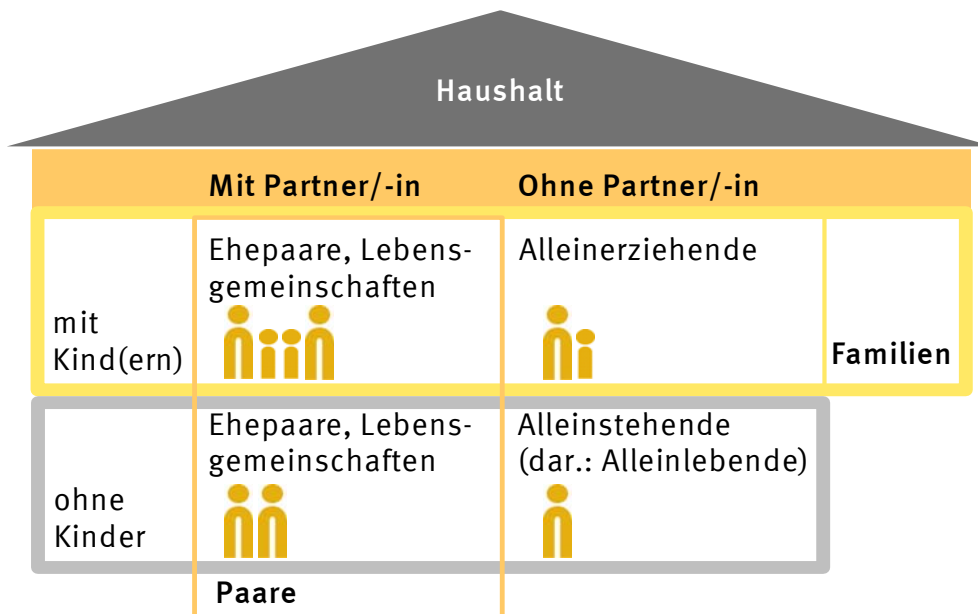 Haushalt
Mit Partner/-in
Ohne Partner/-in
mit
Kind(ern)
Ehepaare, Lebens-
gemeinschaften
Alleinerziehende
Familien
ohne
Kinder
Ehepaare, Lebens-
gemeinschaften
Alleinstehende
(dar.: Alleinlebende)
Paare